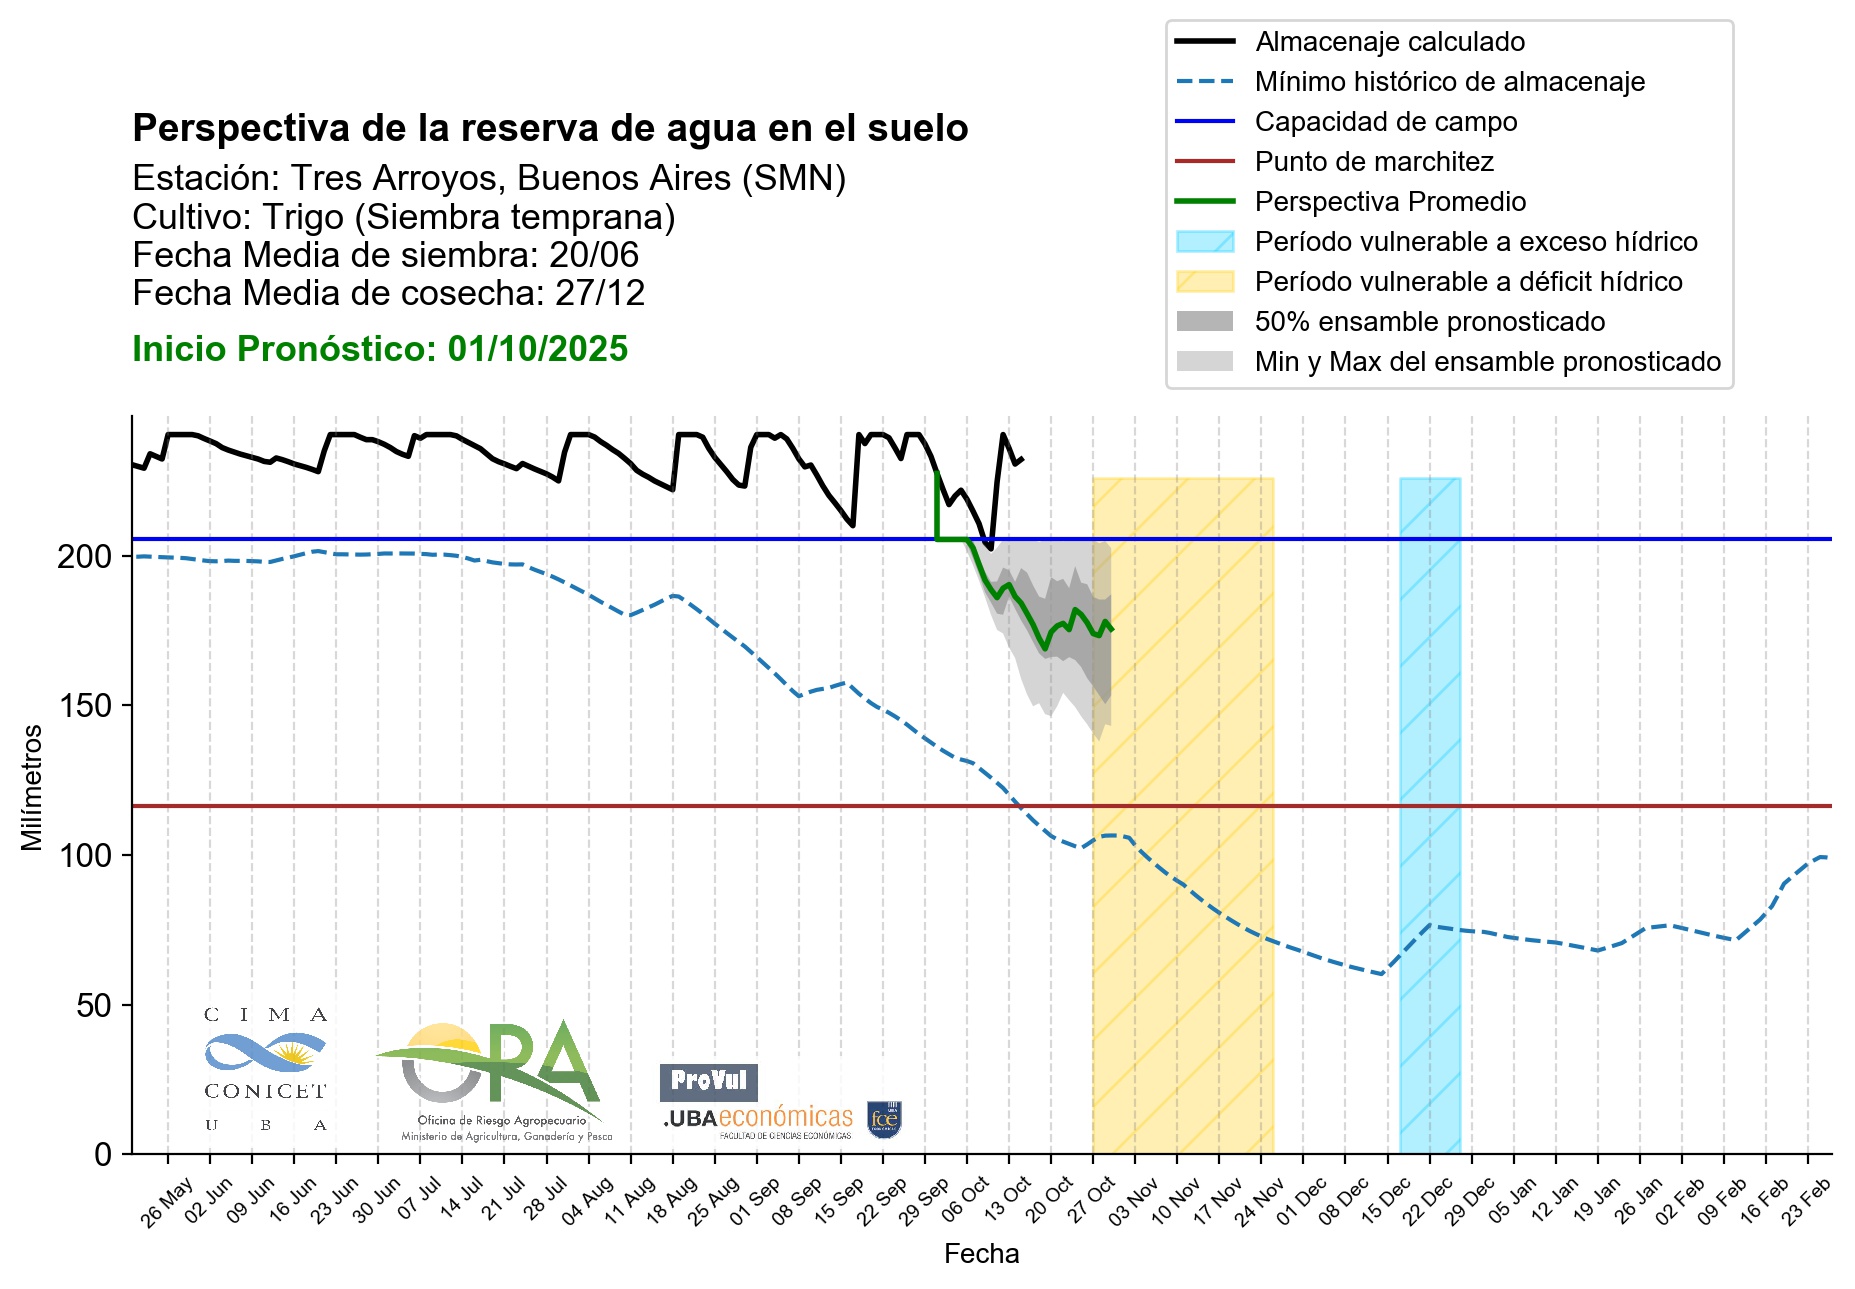 Almacenaje calculado
Mínimo histórico de almacenaje
Capacidad de campo
Punto de marchitez
Perspectiva Promedio
Período vulnerable a exceso hídrico
Período vulnerable a déficit hídrico
50% ensamble pronosticado
Min y Max del ensamble pronosticado
Perspectiva de la reserva de agua en el suelo
Estación: Tres Arroyos, Buenos Aires (SMN)
Cultivo: Trigo (Siembra temprana)
Fecha Media de siembra: 20/06
Fecha Media de cosecha: 27/12
Inicio Pronóstico: 01/10/2025
Milímetros
200
150
100
50
0
CIMA
CONICET
UBA
ORA
Oficina de Riesgo Agropecuario
Ministerio de Agricultura, Ganadería y Pesca
ProVul
.UBAeconómicas
FACULTAD DE CIENCIAS ECONÓMICAS
fce
26 May
02 Jun
09 Jun
16 Jun
23 Jun
30 Jun
07 Jul
14 Jul
21 Jul
28 Jul
04 Aug
11 Aug
18 Aug
25 Aug
01 Sep
08 Sep
15 Sep
22 Sep
29 Sep
06 Oct
13 Oct
20 Oct
27 Oct
03 Nov
10 Nov
17 Nov
24 Nov
01 Dec
08 Dec
15 Dec
22 Dec
29 Dec
05 Jan
12 Jan
19 Jan
26 Jan
02 Feb
09 Feb
16 Feb
23 Feb
Fecha